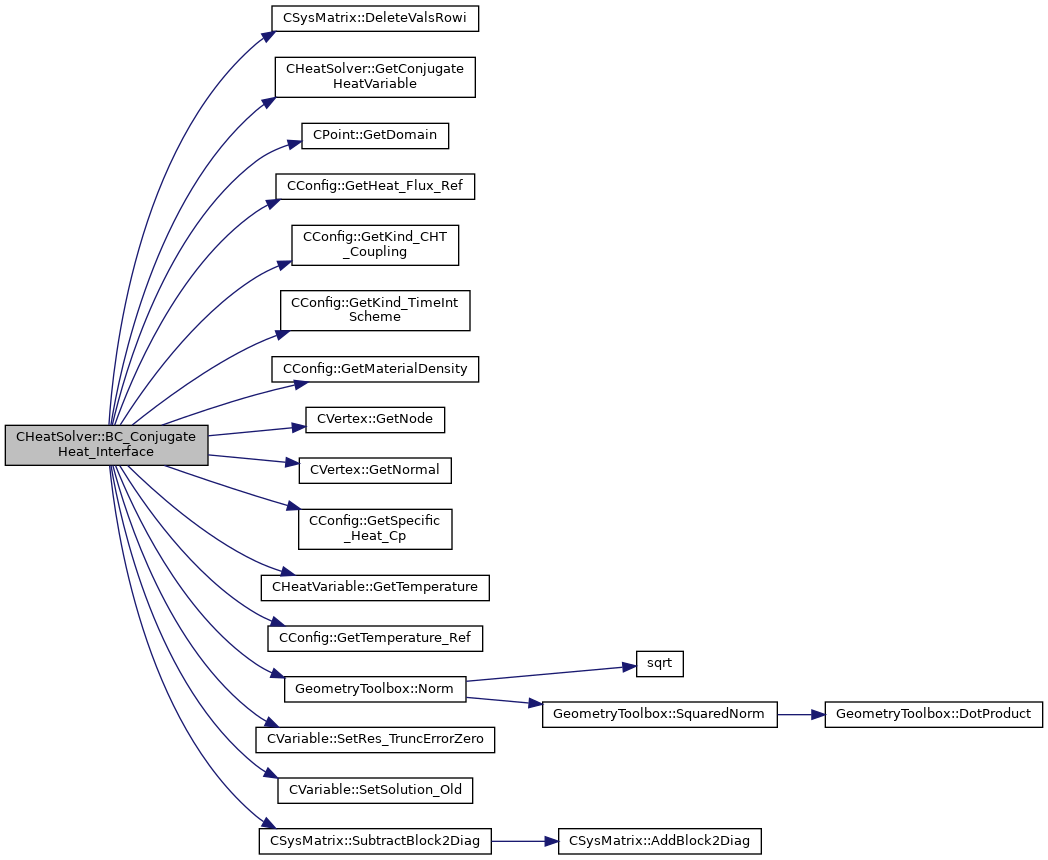 CSysMatrix::DeleteValsRowi
CHeatSolver::GetConjugate
HeatVariable
CPoint::GetDomain
CConfig::GetHeat_Flux_Ref
CConfig::GetKind_CHT
_Coupling
CConfig::GetKind_TimeInt
Scheme
CConfig::GetMaterialDensity
CVertex::GetNode
CHeatSolver::BC_Conjugate
Heat_Interface
CVertex::GetNormal
CConfig::GetSpecific
_Heat_Cp
CHeatVariable::GetTemperature
CConfig::GetTemperature_Ref
GeometryToolbox::Norm
sqrt
GeometryToolbox::SquaredNorm
GeometryToolbox::DotProduct
CVariable::SetRes_TruncErrorZero
CVariable::SetSolution_Old
CSysMatrix::SubtractBlock2Diag
CSysMatrix::AddBlock2Diag